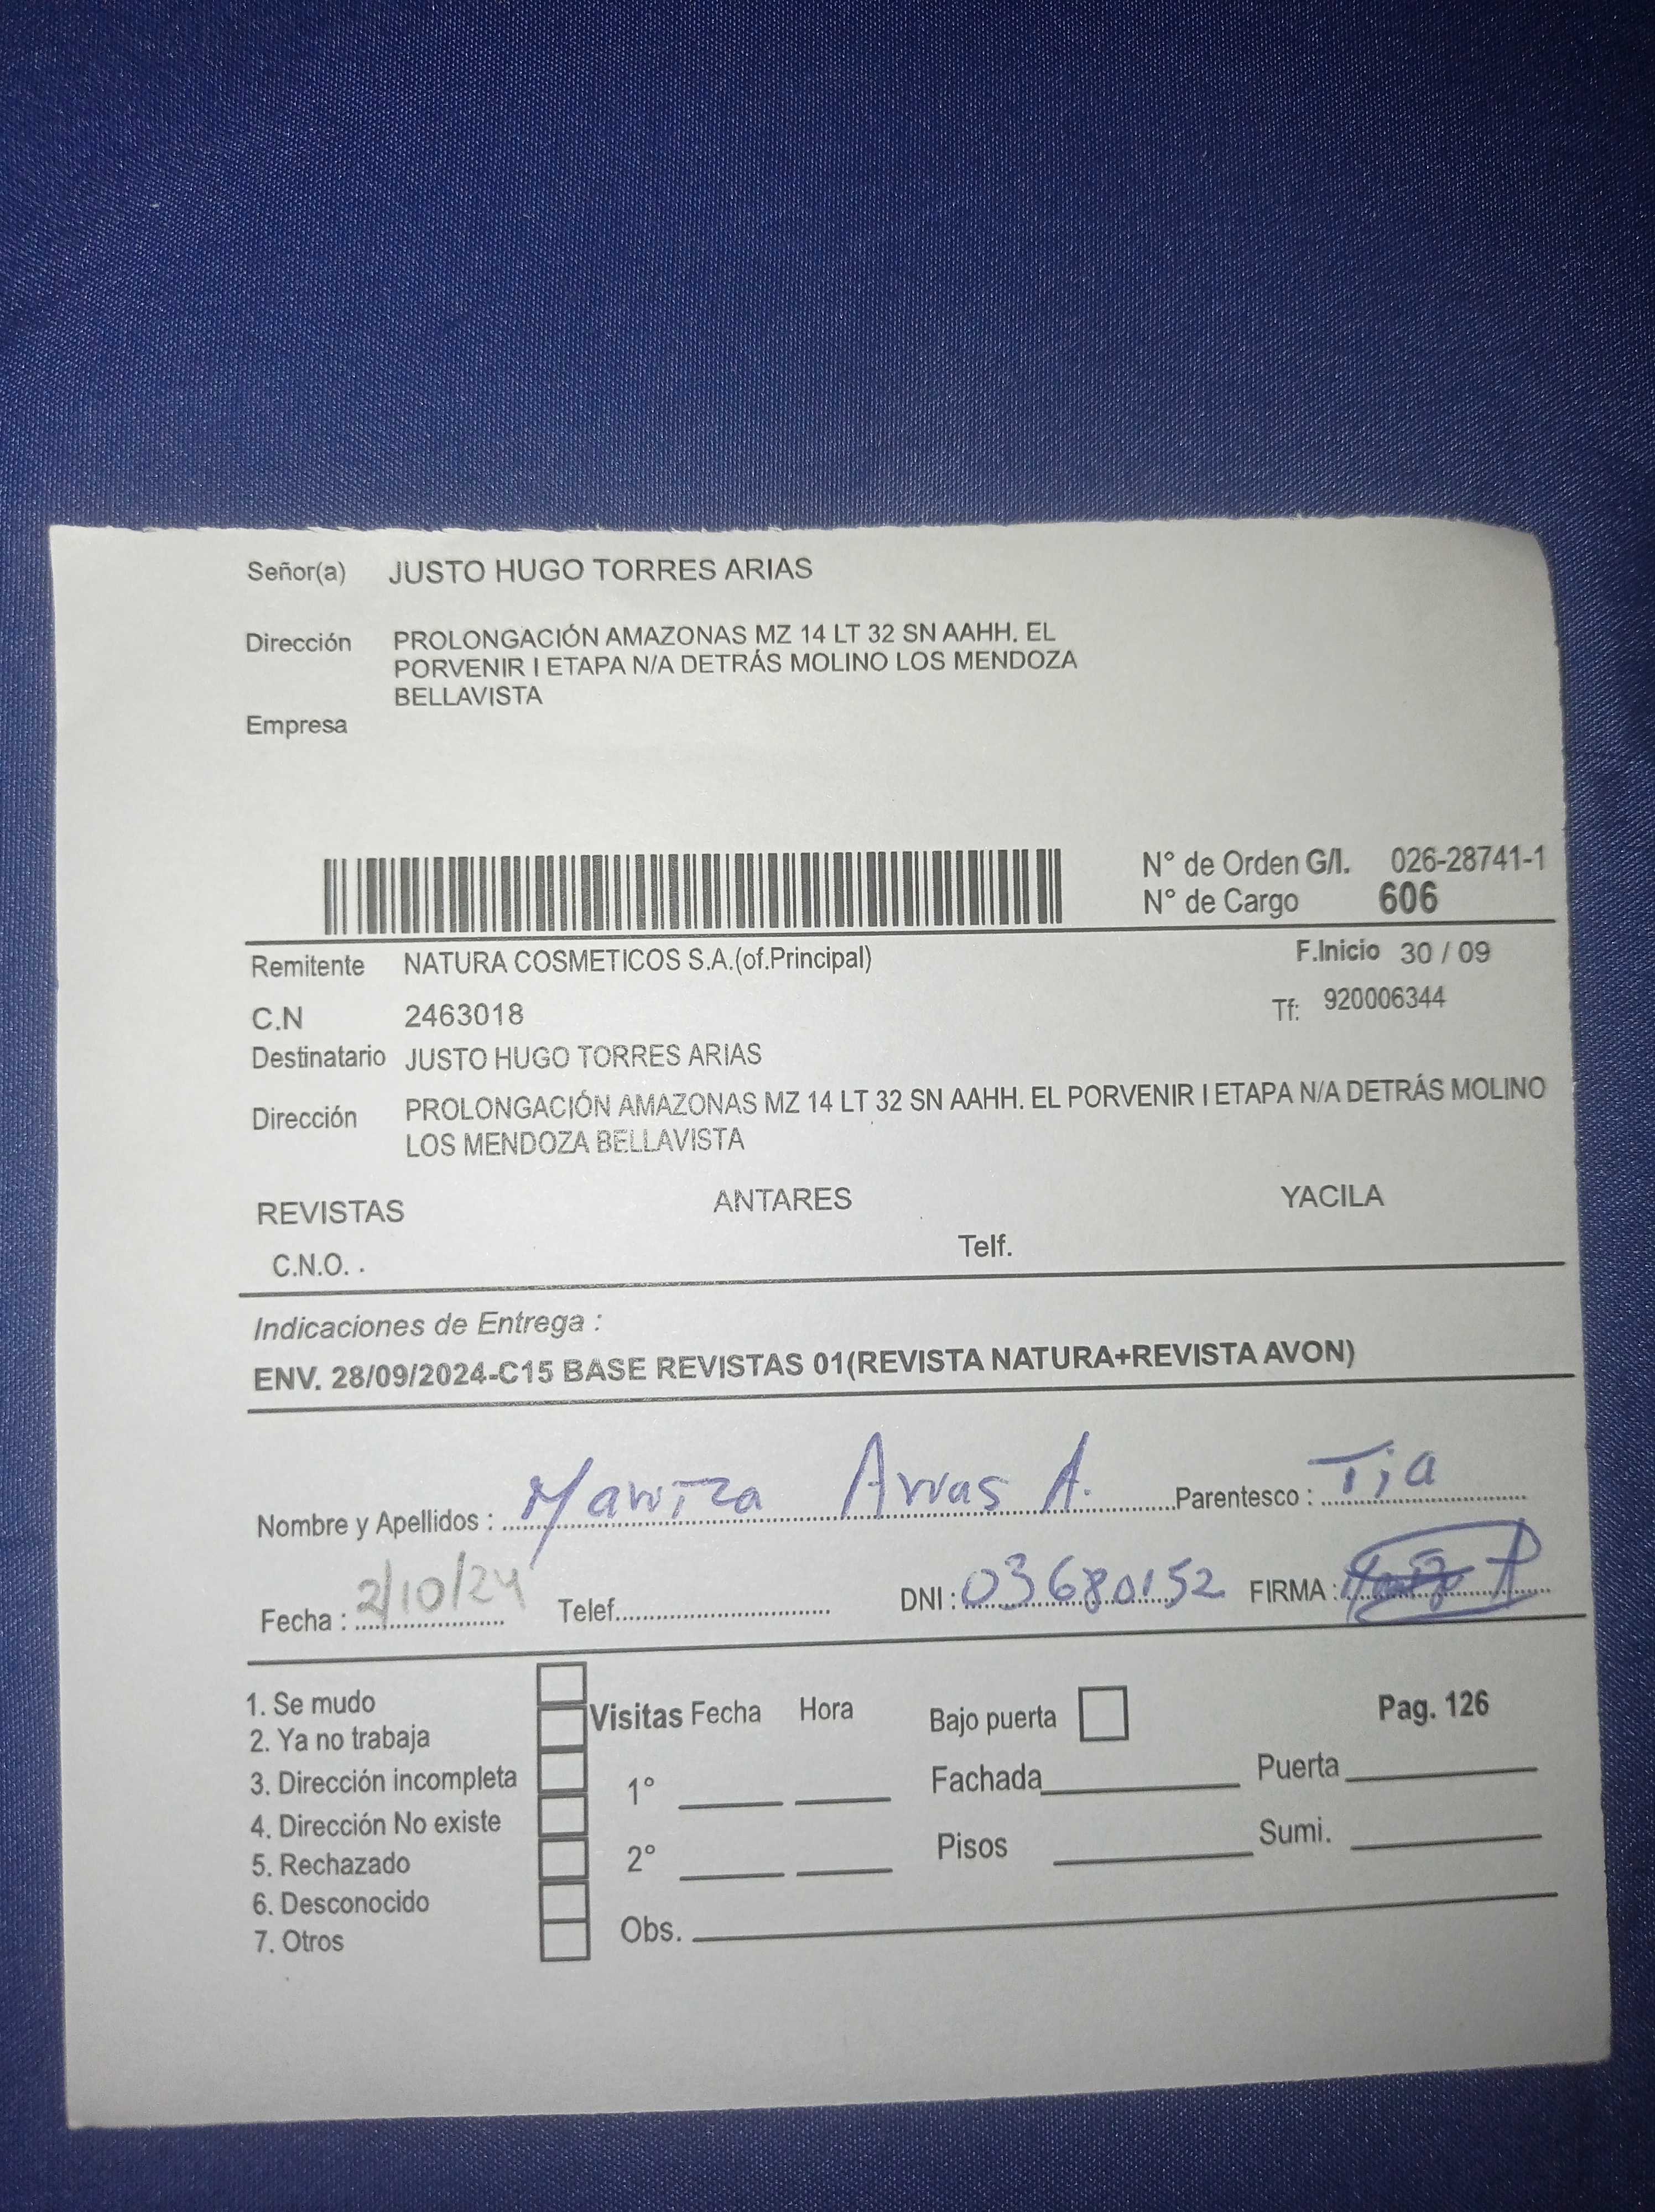 Señor(a) JUSTO HUGO TORRES ARIAS
Dirección PROLONGACIÓN AMAZONAS MZ 14 LT 32 SN AAHH. EL
PORVENIR I ETAPA N/A DETRÁS MOLINO LOS MENDOZA
BELLAVISTA
Empresa
N° de Orden G/I. 026-28741-1
N° de Cargo 606
Remitente NATURA COSMETICOS S.A.(of.Principal) F.Inicio 30 / 09
C.N 2463018 Tf: 920006344
Destinatario JUSTO HUGO TORRES ARIAS
Dirección PROLONGACIÓN AMAZONAS MZ 14 LT 32 SN AAHH. EL PORVENIR I ETAPA N/A DETRÁS MOLINO
LOS MENDOZA BELLAVISTA
REVISTAS ANTARES YACILA
C.N.O. . Telf.
Indicaciones de Entrega :
ENV. 28/09/2024-C15 BASE REVISTAS 01(REVISTA NATURA+REVISTA AVON)
Nombre y Apellidos : Maritza Arias A. Parentesco : Tia
Fecha : 2/10/24 Telef. DNI : 03680152 FIRMA :
1. Se mudo
2. Ya no trabaja
3. Dirección incompleta
4. Dirección No existe
5. Rechazado
6. Desconocido
7. Otros
Visitas Fecha Hora Bajo puerta Pag. 126
1° Fachada Puerta
2° Pisos Sumi.
Obs.